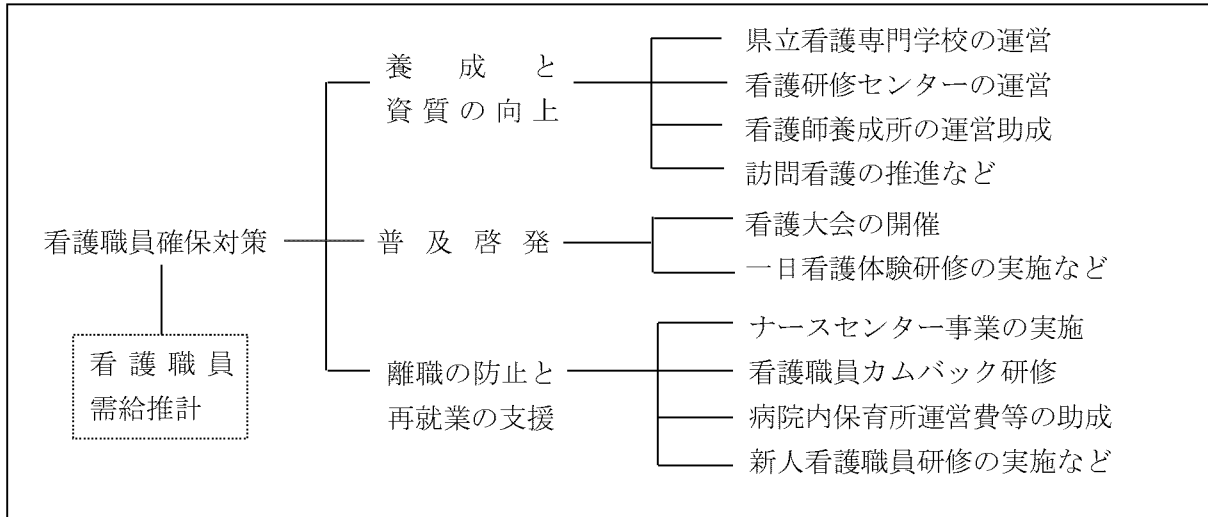 看護職員確保対策
看護職員
需給推計
養成と
資質の向上
県立看護専門学校の運営
看護研修センターの運営
看護師養成所の運営助成
訪問看護の推進など
普及啓発
看護大会の開催
一日看護体験研修の実施など
離職の防止と
再就業の支援
ナースセンター事業の実施
看護職員カムバック研修
病院内保育所運営費等の助成
新人看護職員研修の実施など